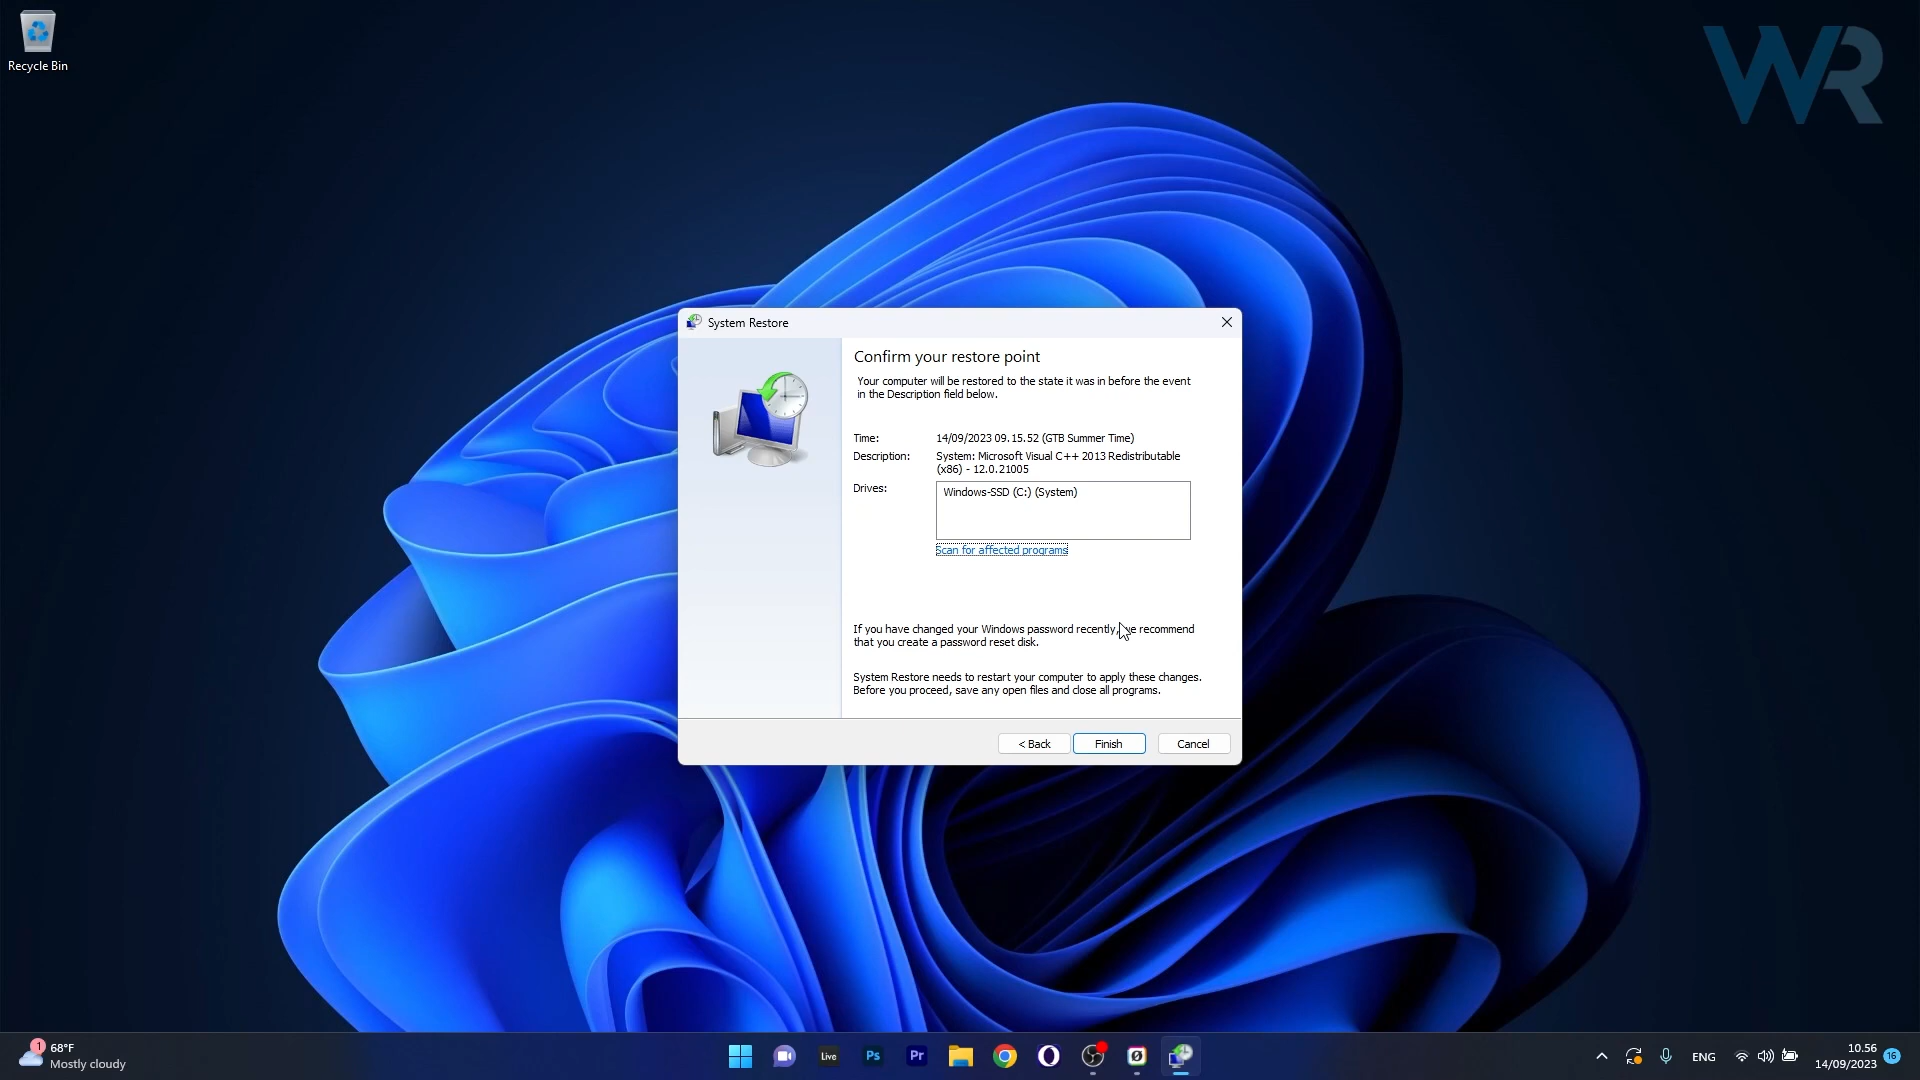 Recycle Bin
WR
System Restore
Confirm your restore point
Your computer will be restored to the state it was in before the event
in the Description field below.
Time: 14/09/2023 09.15.52 (GTB Summer Time)
Description: System: Microsoft Visual C++ 2013 Redistributable
(x86) - 12.0.21005
Drives: Windows-SSD (C:) (System)
Scan for affected programs
If you have changed your Windows password recently, we recommend
that you create a password reset disk.
System Restore needs to restart your computer to apply these changes.
Before you proceed, save any open files and close all programs.
< Back Finish Cancel
1
68°F
Mostly cloudy
Live Ps Pr
ENG
10.56
14/09/2023
16